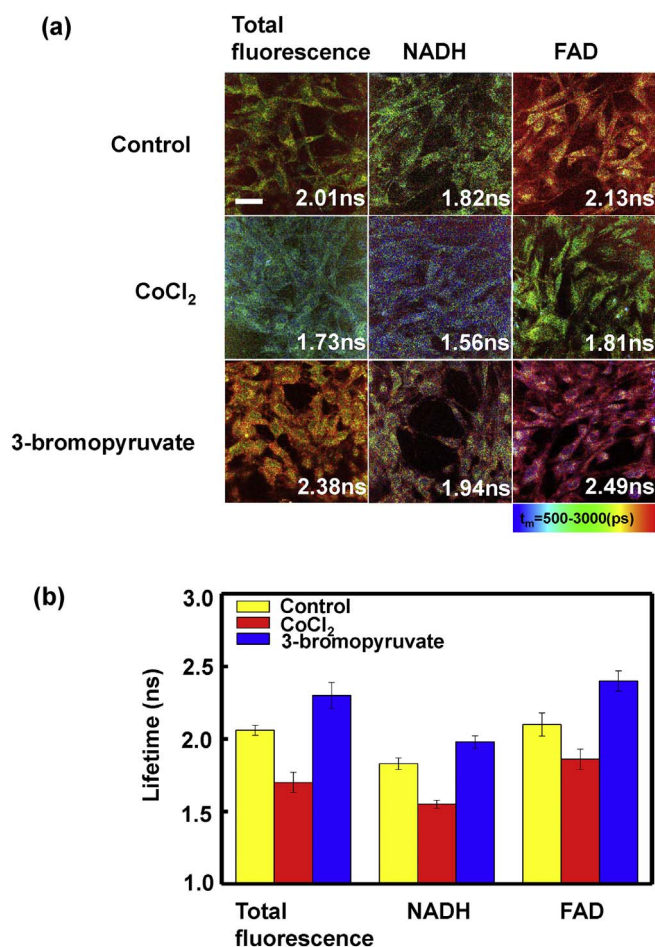 (a)
Total
fluorescence
NADH
FAD
Control
2.01ns
1.82ns
2.13ns
CoCl₂
1.73ns
1.56ns
1.81ns
3-bromopyruvate
2.38ns
1.94ns
2.49ns
tₘ=500-3000(ps)
(b)
3.0
2.5
2.0
1.5
1.0
Lifetime (ns)
Control
CoCl₂
3-bromopyruvate
Total
fluorescence
NADH
FAD